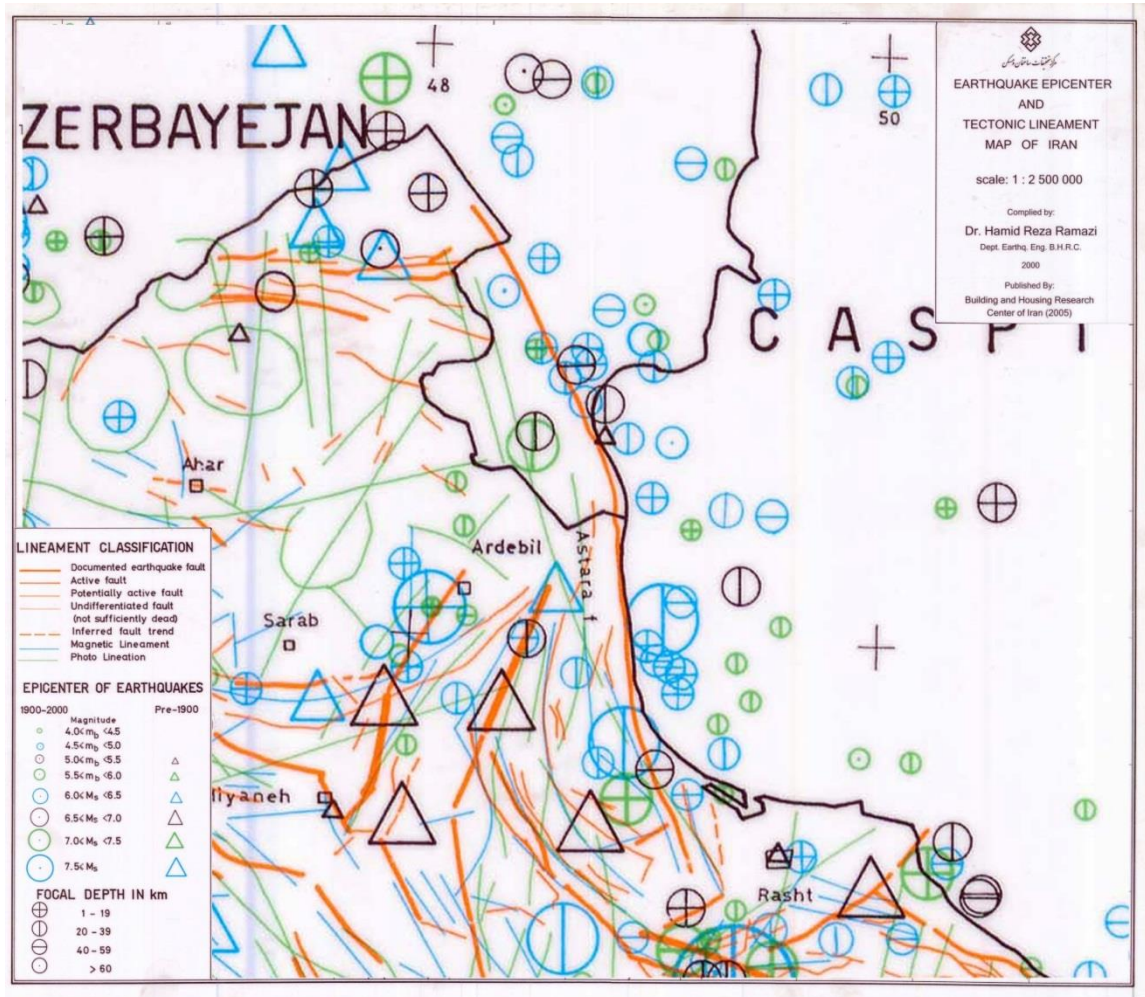 48
50
ZERBAYEJAN
EARTHQUAKE EPICENTER
AND
TECTONIC LINEAMENT
MAP OF IRAN
scale: 1 : 2 500 000
Complied by:
Dr. Hamid Reza Ramazi
Dept. Earthq. Eng. B.H.R.C.
2000
Published By:
Building and Housing Research
Center of Iran (2005)
C A S P I
Ahar
Ardebil
Astara f
Sarab
Miyaneh
Rasht
LINEAMENT CLASSIFICATION
Documented earthquake fault
Active fault
Potentially active fault
Undifferentiated fault
(not sufficiently dead)
Inferred fault trend
Magnetic Lineament
Photo Lineation
EPICENTER OF EARTHQUAKES
1900-2000 Pre-1900
Magnitude
4.0< mb <4.5
4.5< mb <5.0
5.0< mb <5.5
5.5< mb <6.0
6.0< Ms <6.5
6.5< Ms <7.0
7.0< Ms <7.5
7.5< Ms
FOCAL DEPTH IN km
1 - 19
20 - 39
40 - 59
> 60